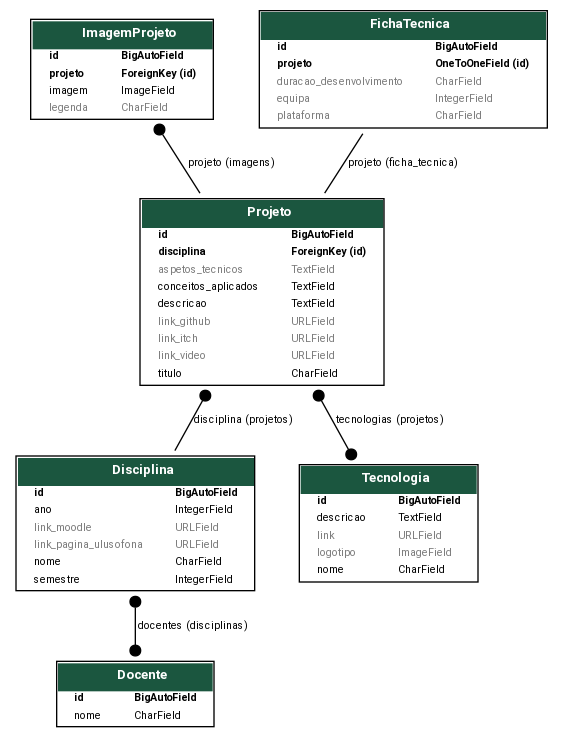 ImagemProjeto
id BigAutoField
projeto ForeignKey (id)
imagem ImageField
legenda CharField
FichaTecnica
id BigAutoField
projeto OneToOneField (id)
duracao_desenvolvimento CharField
equipa IntegerField
plataforma CharField
projeto (imagens)
projeto (ficha_tecnica)
Projeto
id BigAutoField
disciplina ForeignKey (id)
aspetos_tecnicos TextField
conceitos_aplicados TextField
descricao TextField
link_github URLField
link_itch URLField
link_video URLField
titulo CharField
disciplina (projetos)
tecnologias (projetos)
Disciplina
id BigAutoField
ano IntegerField
link_moodle URLField
link_pagina_ulusofona URLField
nome CharField
semestre IntegerField
Tecnologia
id BigAutoField
descricao TextField
link URLField
logotipo ImageField
nome CharField
docentes (disciplinas)
Docente
id BigAutoField
nome CharField